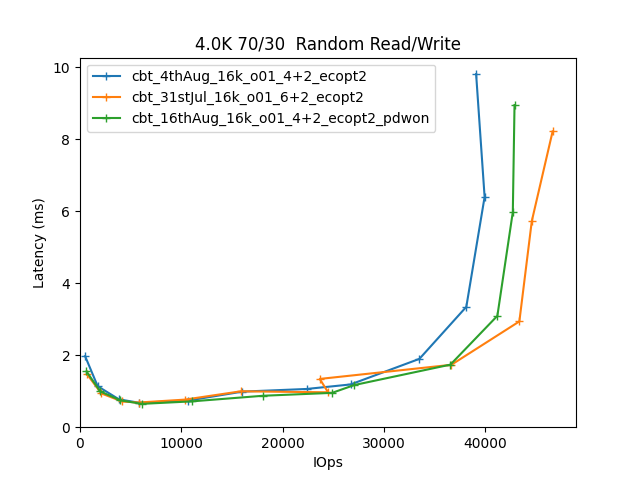 4.0K 70/30  Random Read/Write
cbt_4thAug_16k_o01_4+2_ecopt2
cbt_31stJul_16k_o01_6+2_ecopt2
cbt_16thAug_16k_o01_4+2_ecopt2_pdwon
Latency (ms)
10
8
6
4
2
0
0 10000 20000 30000 40000
IOps